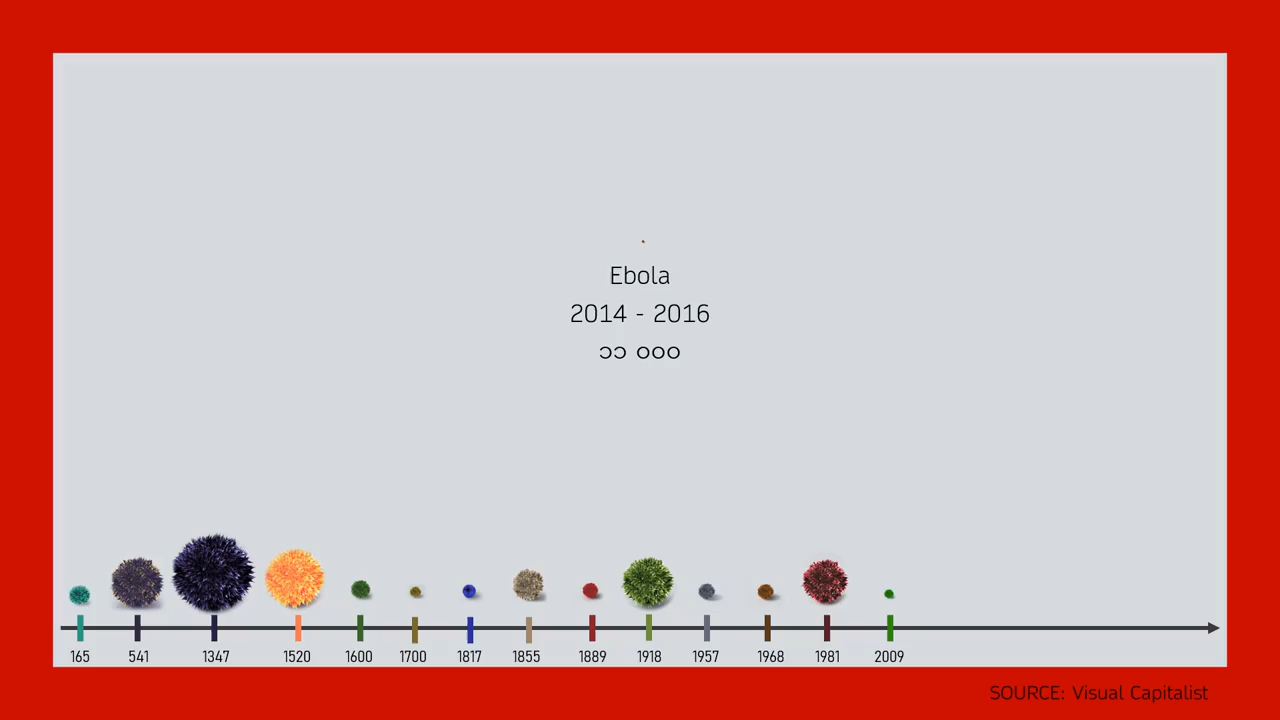 Ebola
2014 - 2016
165 541 1347 1520 1600 1700 1817 1855 1889 1918 1957 1968 1981 2009
SOURCE: Visual Capitalist